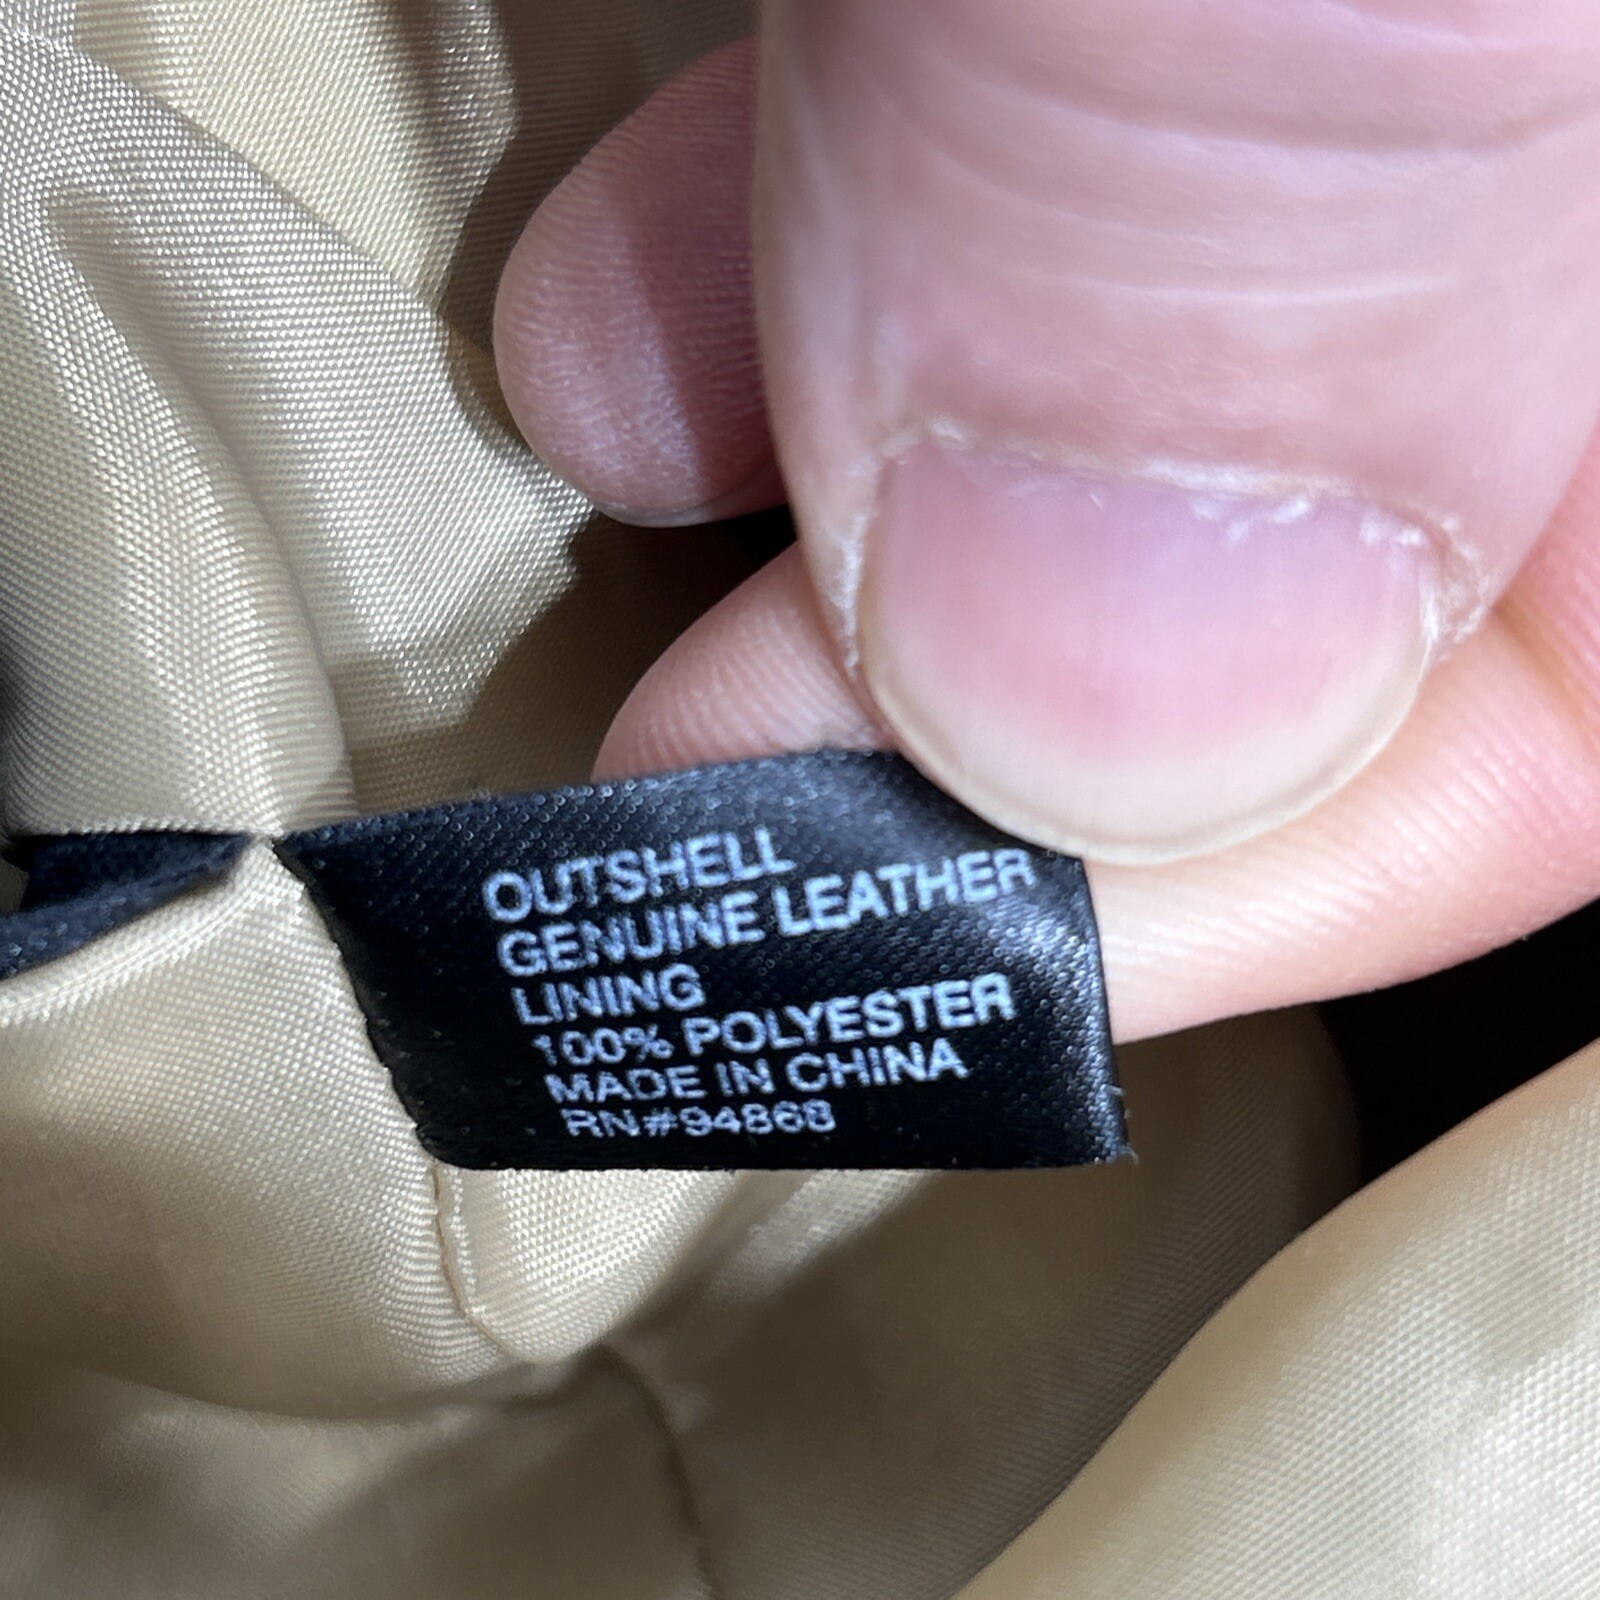 OUTSHELL
GENUINE LEATHER
LINING
100% POLYESTER
MADE IN CHINA
RN#94868